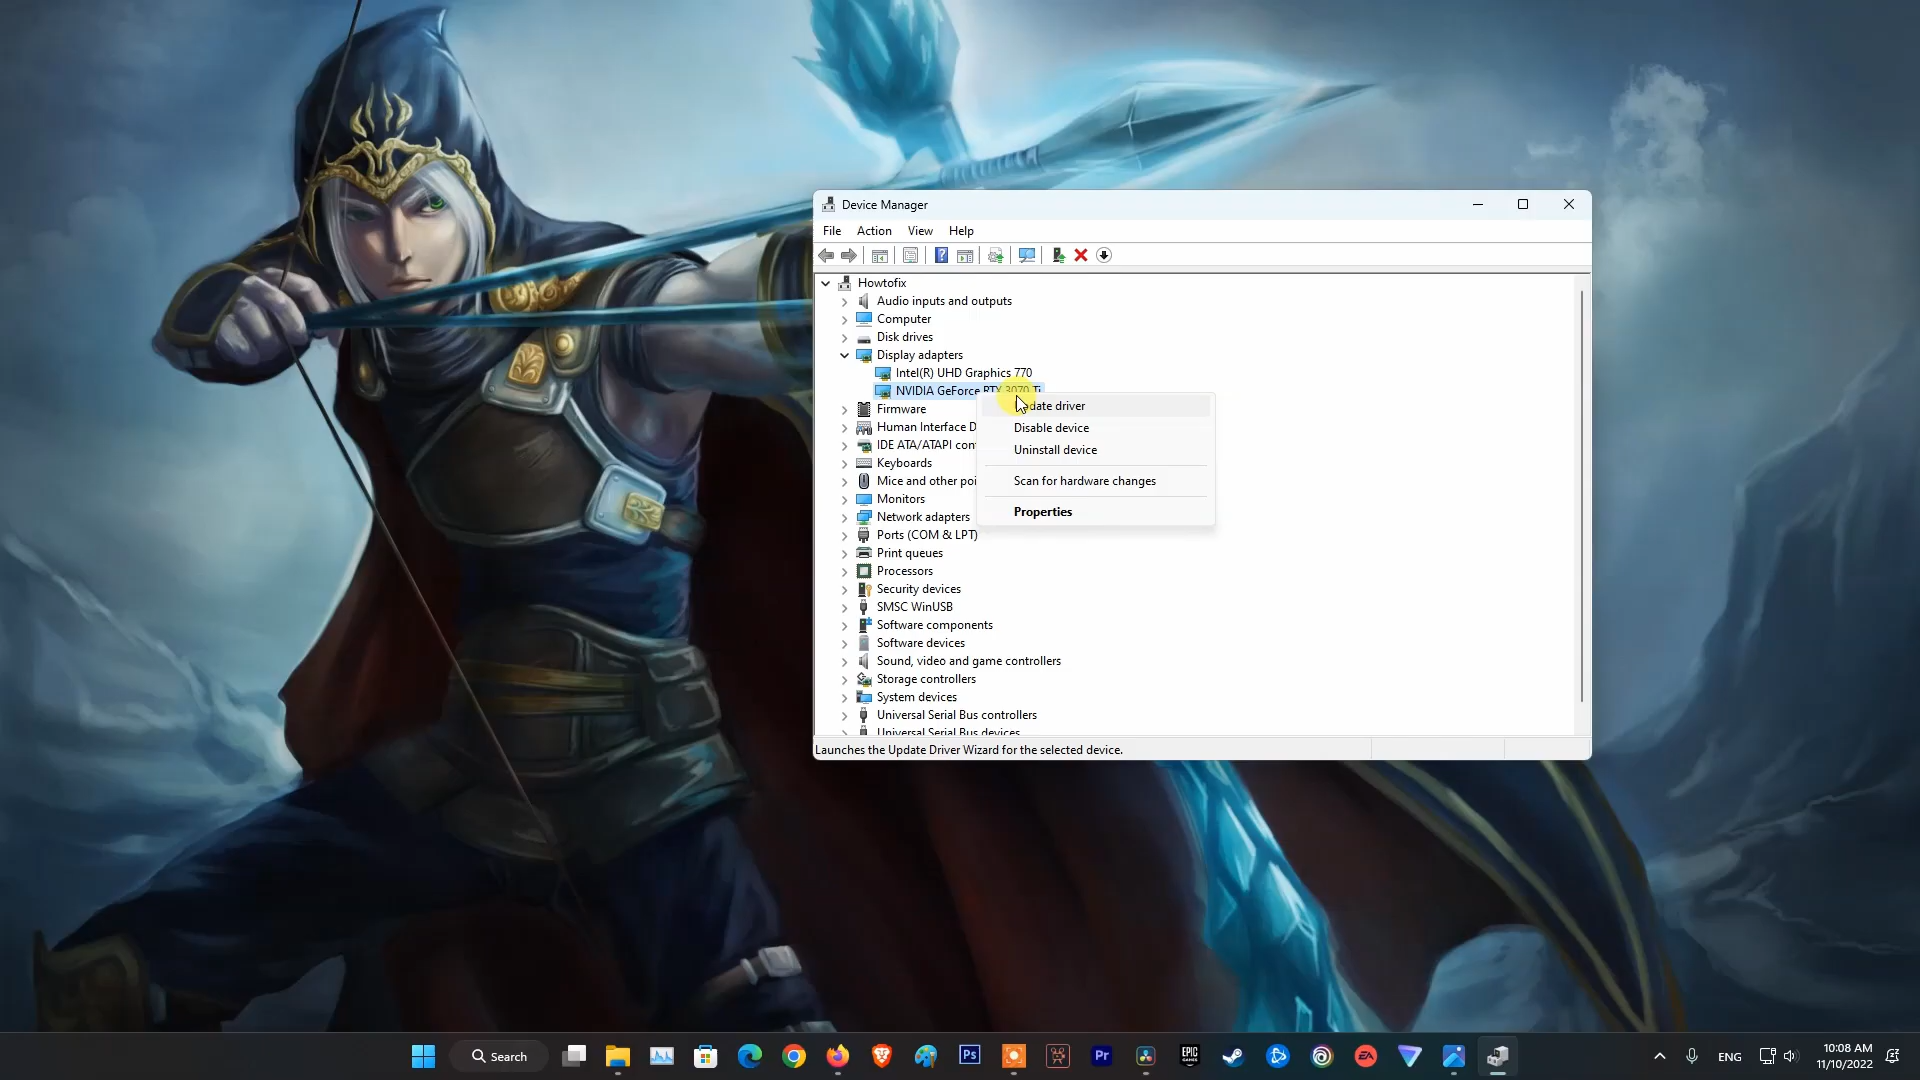 Device Manager
File Action View Help
Howtofix
Audio inputs and outputs
Computer
Disk drives
Display adapters
Intel(R) UHD Graphics 770
NVIDIA GeForce RTX 3070 Ti
Firmware
Human Interface D
IDE ATA/ATAPI con
Keyboards
Mice and other poi
Monitors
Network adapters
Ports (COM & LPT)
Print queues
Processors
Security devices
SMSC WinUSB
Software components
Software devices
Sound, video and game controllers
Storage controllers
System devices
Universal Serial Bus controllers
Universal Serial Bus devices
Update driver
Disable device
Uninstall device
Scan for hardware changes
Properties
Launches the Update Driver Wizard for the selected device.
Search
Ps
Pr
EPIC
GAMES
EA
ENG
10:08 AM
11/10/2022